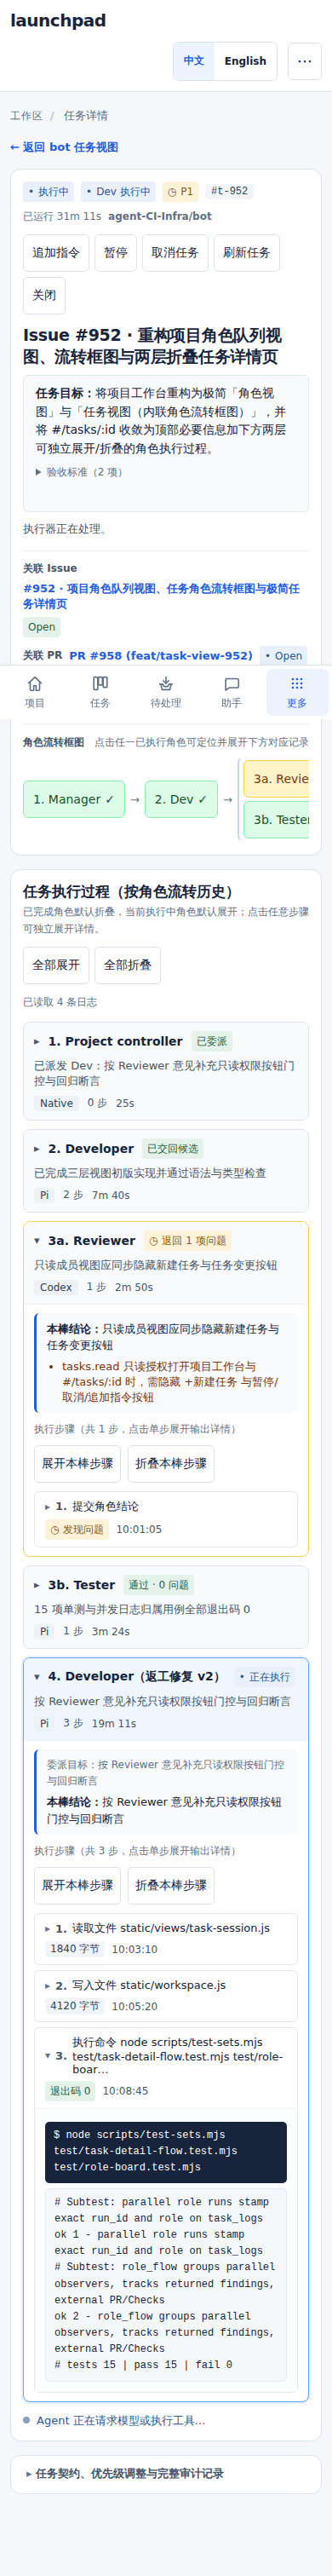 launchpad
中文 English ⋯
工作区 / 任务详情
← 返回 bot 任务视图
• 执行中 • Dev 执行中 P1 #t-952
已运行 31m 11s agent-CI-Infra/bot
追加指令 暂停 取消任务 刷新任务
关闭
Issue #952 · 重构项目角色队列视
图、流转框图与两层折叠任务详情页
任务目标：将项目工作台重构为极简「角色视
图」与「任务视图（内联角色流转框图）」，并
将 #/tasks/:id 收敛为顶部必要信息加下方两层
可独立展开/折叠的角色执行过程。
▶ 验收标准（2 项）
执行器正在处理。
关联 Issue
#952 · 项目角色队列视图、任务角色流转框图与极简任
务详情页
Open
关联 PR PR #958 (feat/task-view-952) • Open
项目 任务 待处理 助手 更多
角色流转框图 点击任一已执行角色可定位并展开下方对应记录
1. Manager ✓ → 2. Dev ✓ → 3a. Revie
3b. Tester
任务执行过程（按角色流转历史）
已完成角色默认折叠，当前执行中角色默认展开；点击任意步骤
可独立展开详情。
全部展开 全部折叠
已读取 4 条日志
▸ 1. Project controller 已委派
已派发 Dev：按 Reviewer 意见补充只读权限按钮门
控与回归断言
Native 0 步 25s
▸ 2. Developer 已交回候选
已完成三层视图初版实现并通过语法与类型检查
Pi 2 步 7m 40s
▾ 3a. Reviewer 退回 1 项问题
只读成员视图应同步隐藏新建任务与任务变更按钮
Codex 1 步 2m 50s
本棒结论：只读成员视图应同步隐藏新建任务与
任务变更按钮
• tasks.read 只读授权打开项目工作台与
#/tasks/:id 时，需隐藏 +新建任务 与暂停/
取消/追加指令按钮
执行步骤（共 1 步，点击单步展开输出详情）
展开本棒步骤 折叠本棒步骤
▸ 1. 提交角色结论
发现问题 10:01:05
▸ 3b. Tester 通过 · 0 问题
15 项单测与并发日志归属用例全部退出码 0
Pi 1 步 3m 24s
▾ 4. Developer（返工修复 v2） • 正在执行
按 Reviewer 意见补充只读权限按钮门控与回归断言
Pi 3 步 19m 11s
委派目标：按 Reviewer 意见补充只读权限按钮门控
与回归断言
本棒结论：按 Reviewer 意见补充只读权限按钮
门控与回归断言
执行步骤（共 3 步，点击单步展开输出详情）
展开本棒步骤 折叠本棒步骤
▸ 1. 读取文件 static/views/task-session.js
1840 字节 10:03:10
▸ 2. 写入文件 static/workspace.js
4120 字节 10:05:20
▾ 3. 执行命令 node scripts/test-sets.mjs
test/task-detail-flow.test.mjs test/role-
boar…
退出码 0 10:08:45
$ node scripts/test-sets.mjs
test/task-detail-flow.test.mjs
test/role-board.test.mjs
# Subtest: parallel role runs stamp
exact run_id and role on task_logs
ok 1 - parallel role runs stamp
exact run_id and role on task_logs
# Subtest: role_flow groups parallel
observers, tracks returned findings,
external PR/Checks
ok 2 - role_flow groups parallel
observers, tracks returned findings,
external PR/Checks
# tests 15 | pass 15 | fail 0
Agent 正在请求模型或执行工具...
▸ 任务契约、优先级调整与完整审计记录